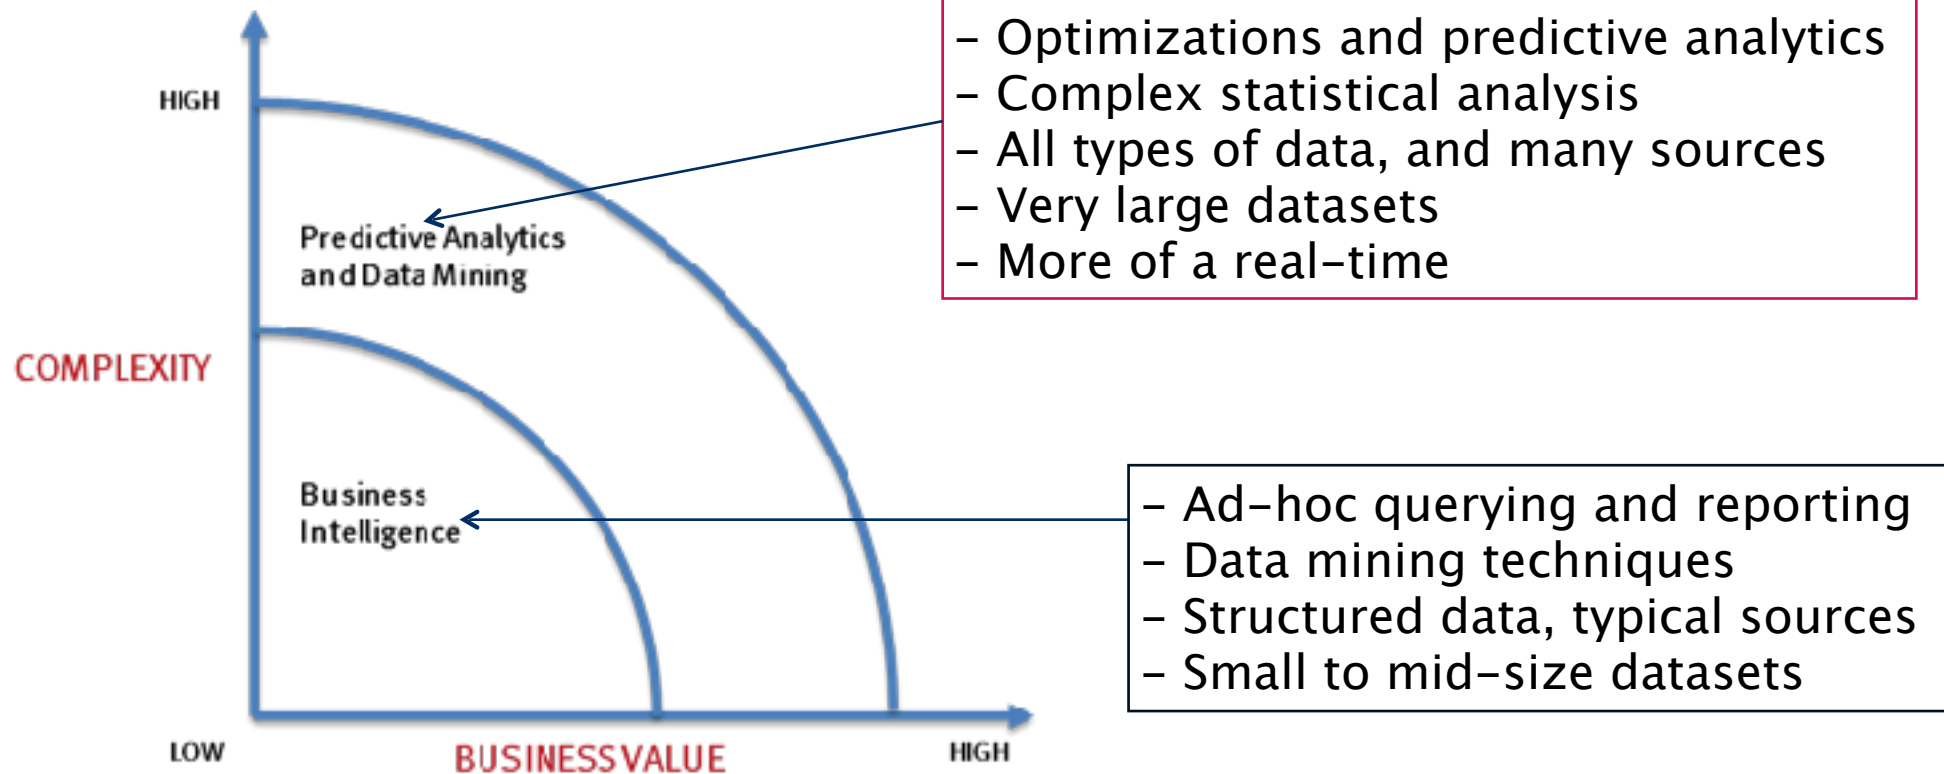 – Optimizations and predictive analytics
– Complex statistical analysis
– All types of data, and many sources
– Very large datasets
– More of a real-time
HIGH
Predictive Analytics
and Data Mining
COMPLEXITY
Business
Intelligence
– Ad-hoc querying and reporting
– Data mining techniques
– Structured data, typical sources
– Small to mid-size datasets
LOW
BUSINESS VALUE
HIGH